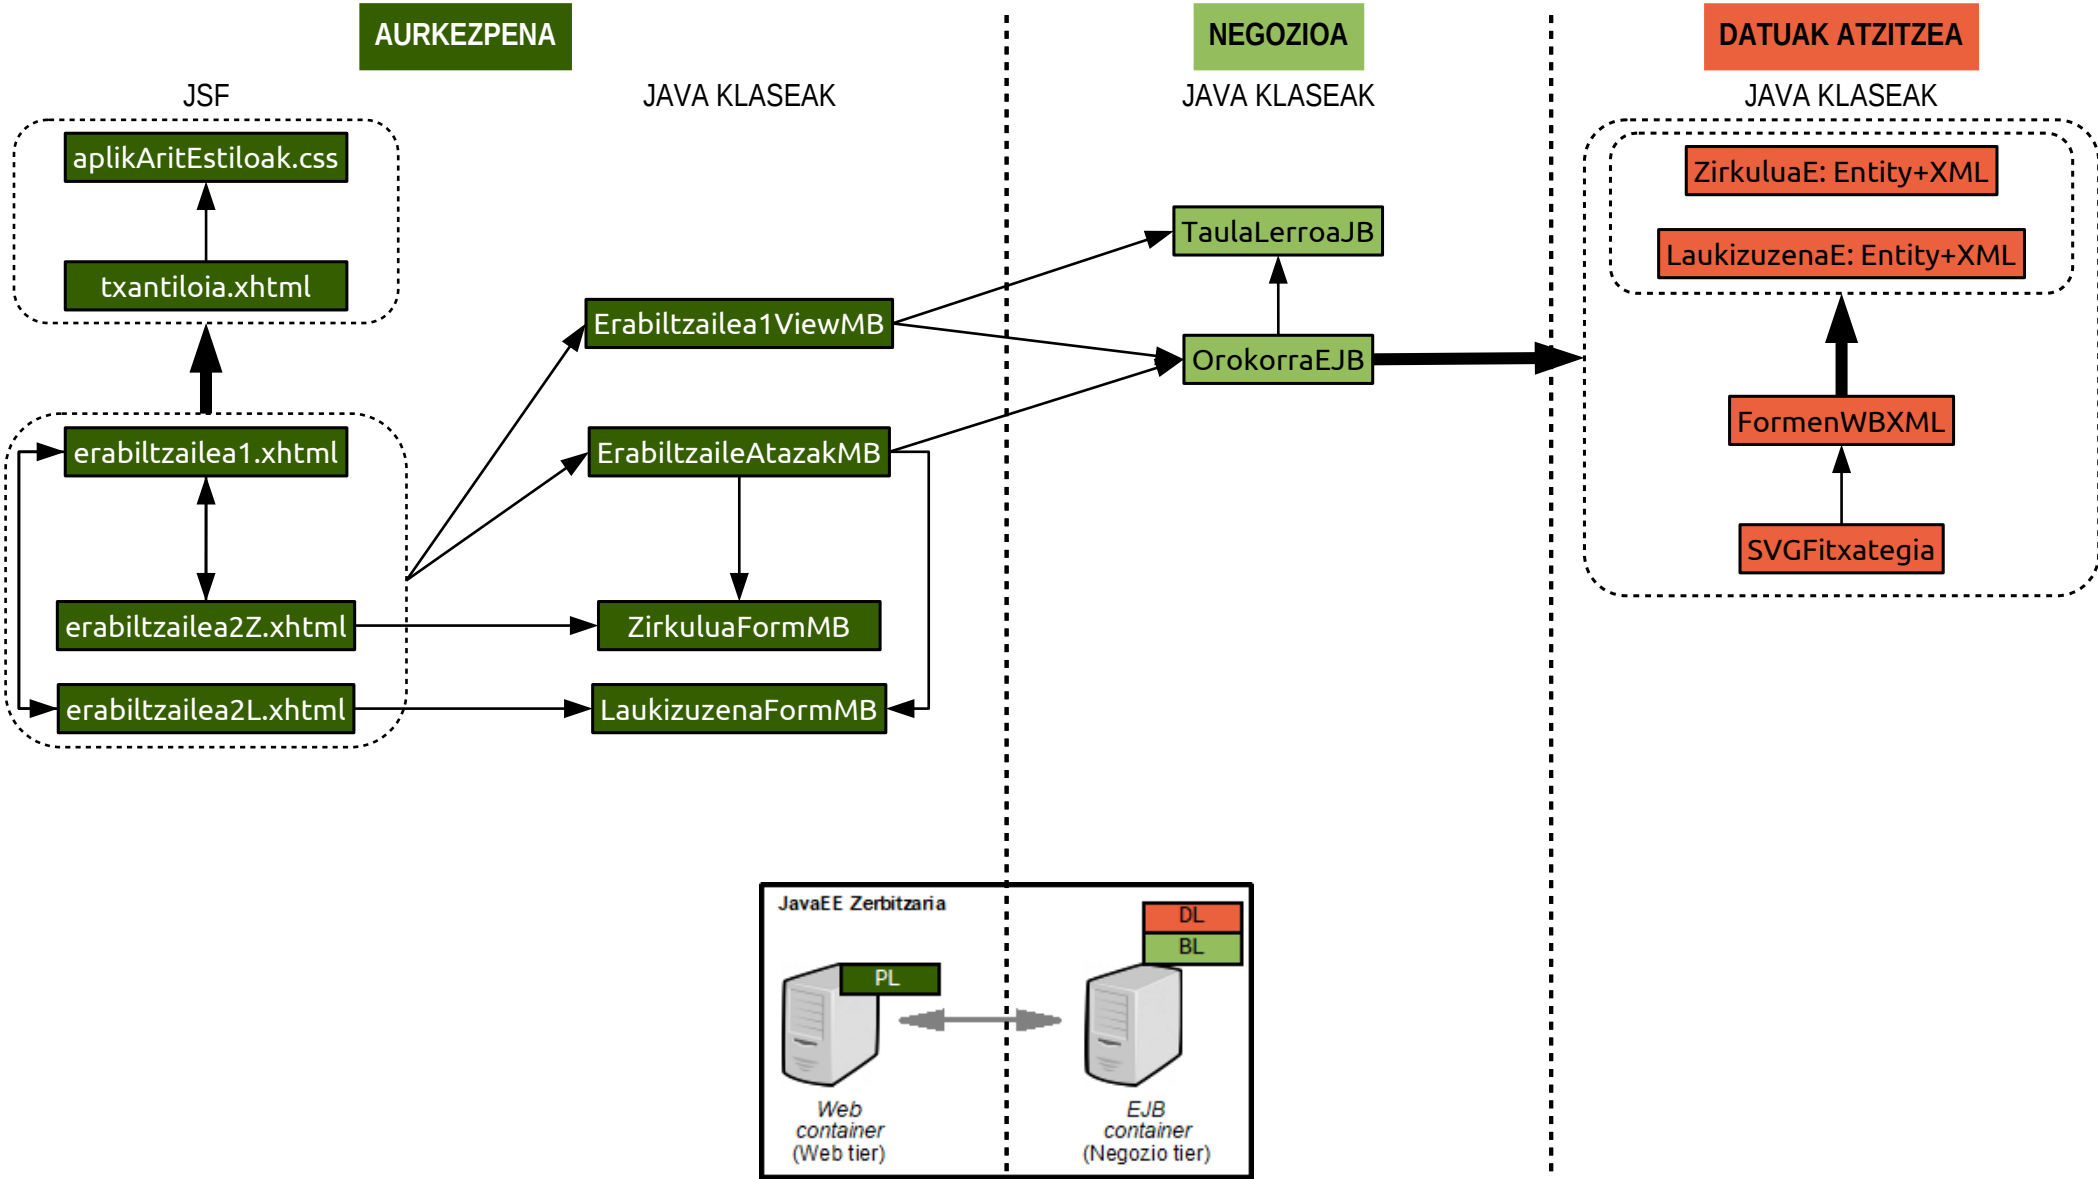 AURKEZPENA
NEGOZIOA
DATUAK ATZITZEA
JSF
JAVA KLASEAK
JAVA KLASEAK
JAVA KLASEAK
aplikAritEstiloak.css
txantiloia.xhtml
erabiltzailea1.xhtml
erabiltzailea2Z.xhtml
erabiltzailea2L.xhtml
Erabiltzailea1ViewMB
ErabiltzaileAtazakMB
ZirkuluaFormMB
LaukizuzenaFormMB
TaulaLerroaJB
OrokorraEJB
ZirkuluaE: Entity+XML
LaukizuzenaE: Entity+XML
FormenWBXML
SVGFitxategia
JavaEE Zerbitzaria
PL
DL
BL
Web
container
(Web tier)
EJB
container
(Negozio tier)